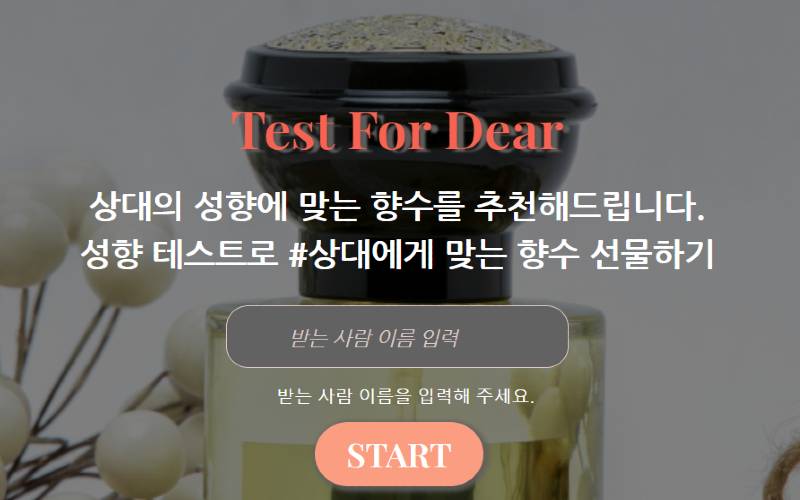 Test For Dear
상대의 성향에 맞는 향수를 추천해드립니다.
성향 테스트로 #상대에게 맞는 향수 선물하기
받는 사람 이름 입력
받는 사람 이름을 입력해 주세요.
START